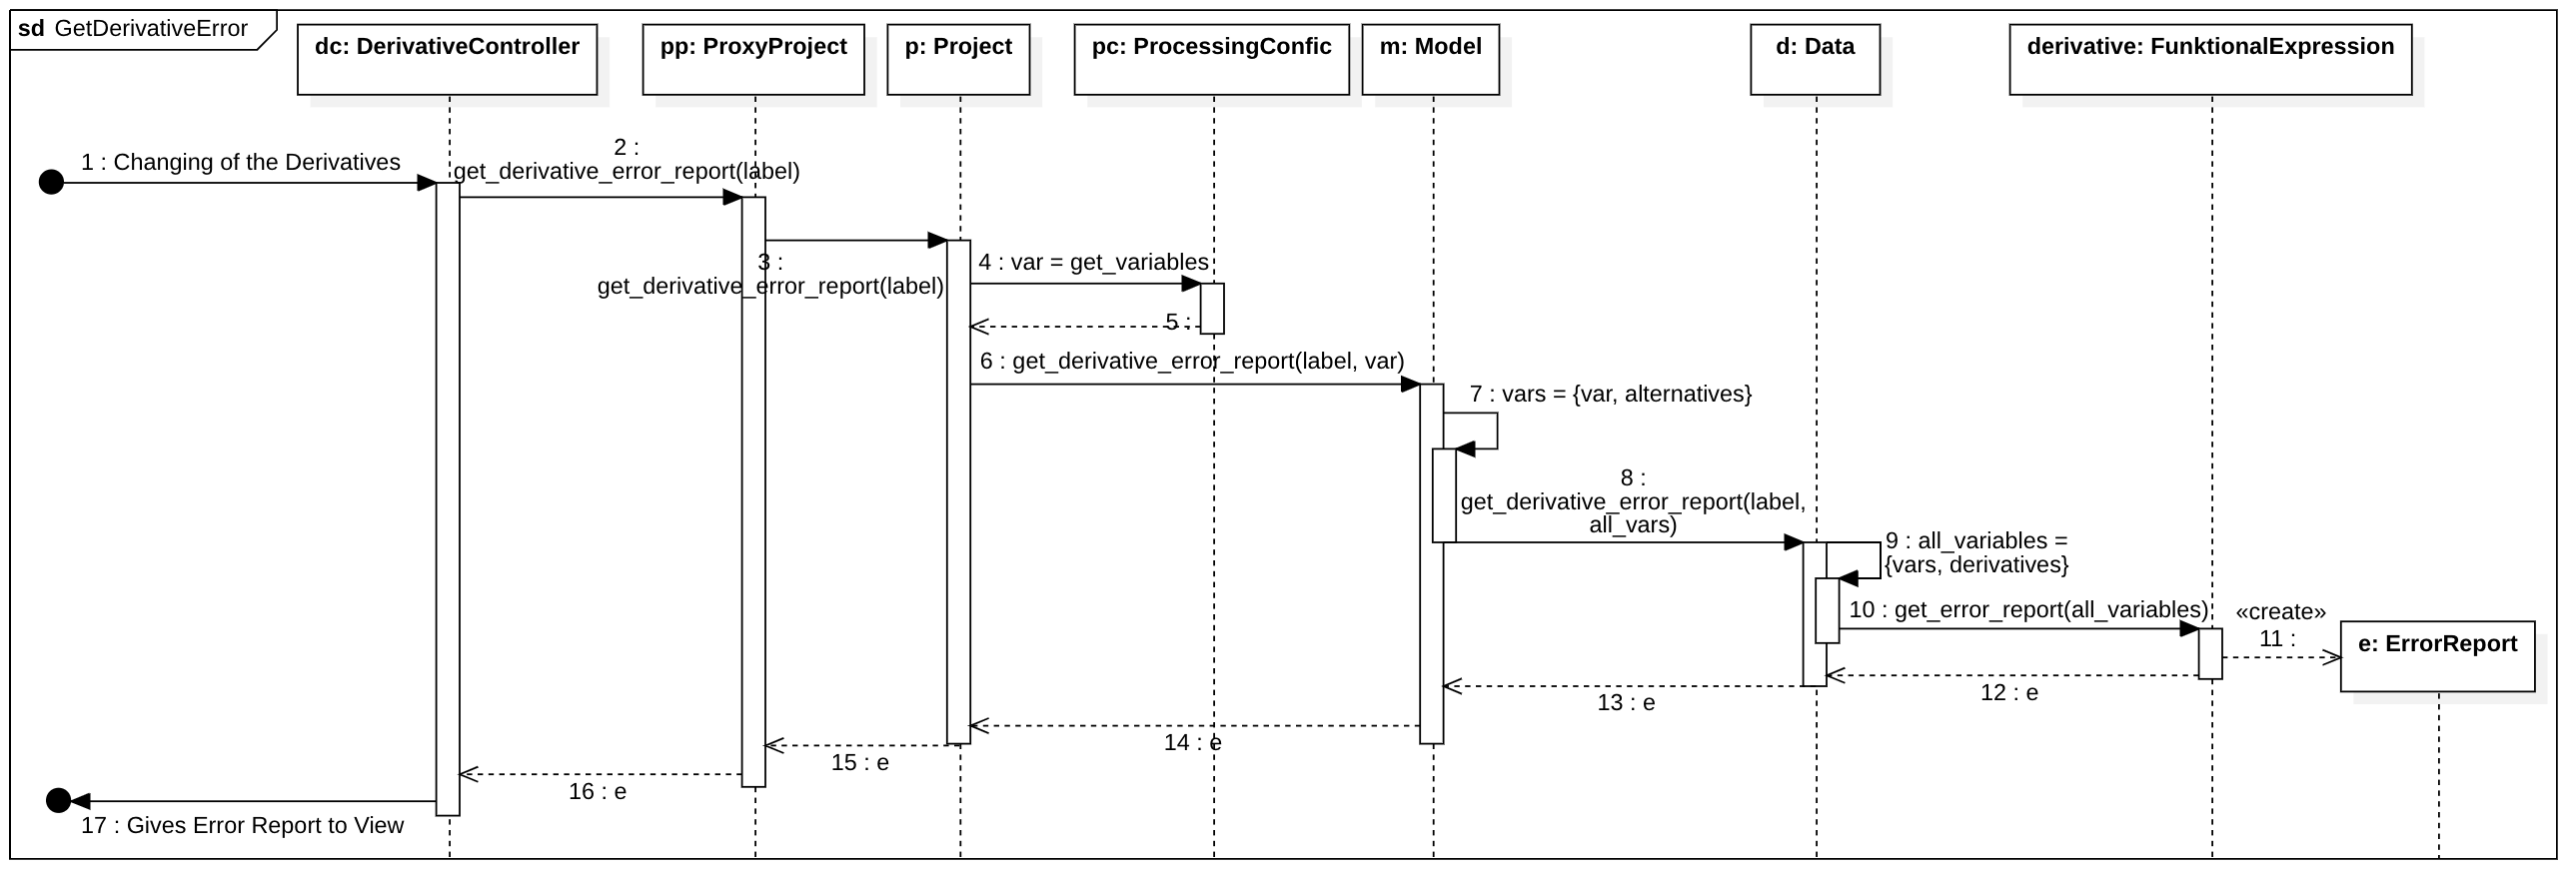 sd GetDerivativeError
dc: DerivativeController
pp: ProxyProject
p: Project
pc: ProcessingConfic
m: Model
d: Data
derivative: FunktionalExpression
1 : Changing of the Derivatives
2 :
get_derivative_error_report(label)
3 :
get_derivative_error_report(label)
4 : var = get_variables
5 :
6 : get_derivative_error_report(label, var)
7 : vars = {var, alternatives}
8 :
get_derivative_error_report(label,
all_vars)
9 : all_variables =
{vars, derivatives}
10 : get_error_report(all_variables)
«create»
11 :
e: ErrorReport
12 : e
13 : e
14 : e
15 : e
16 : e
17 : Gives Error Report to View